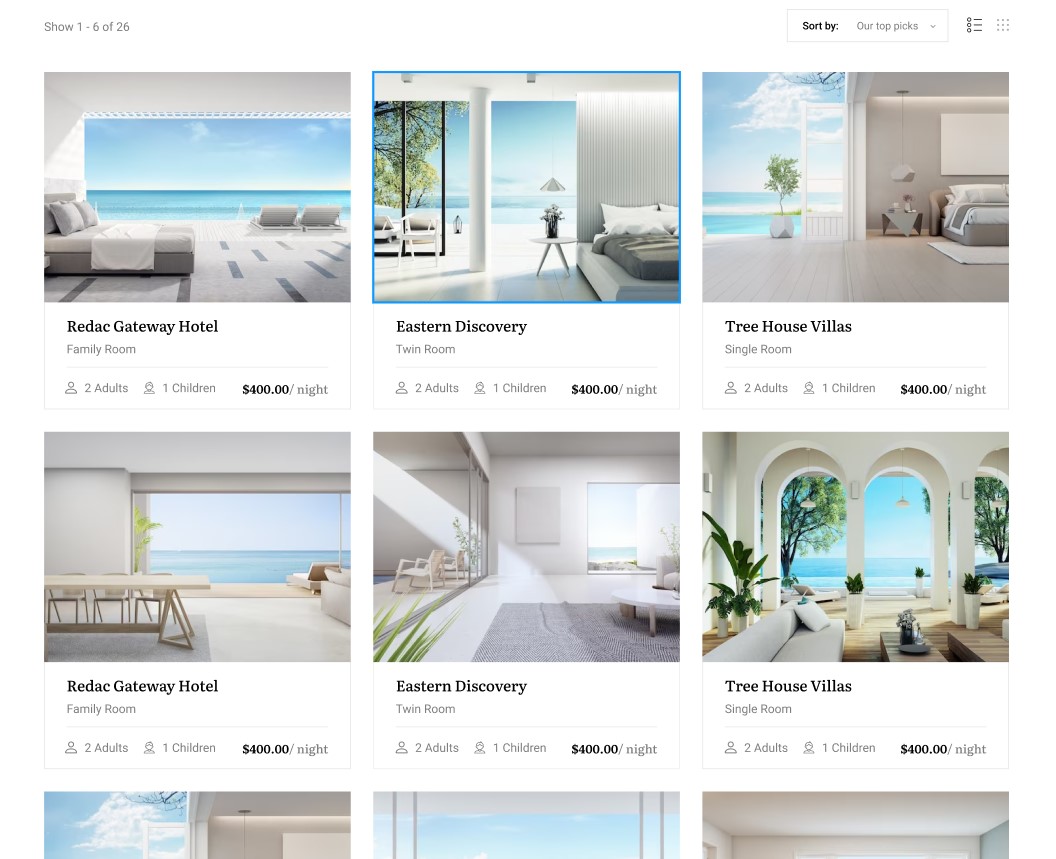 Show 1 - 6 of 26
Sort by: Our top picks
Redac Gateway Hotel
Family Room
2 Adults 1 Children $400.00/ night
Eastern Discovery
Twin Room
2 Adults 1 Children $400.00/ night
Tree House Villas
Single Room
2 Adults 1 Children $400.00/ night
Redac Gateway Hotel
Family Room
2 Adults 1 Children $400.00/ night
Eastern Discovery
Twin Room
2 Adults 1 Children $400.00/ night
Tree House Villas
Single Room
2 Adults 1 Children $400.00/ night